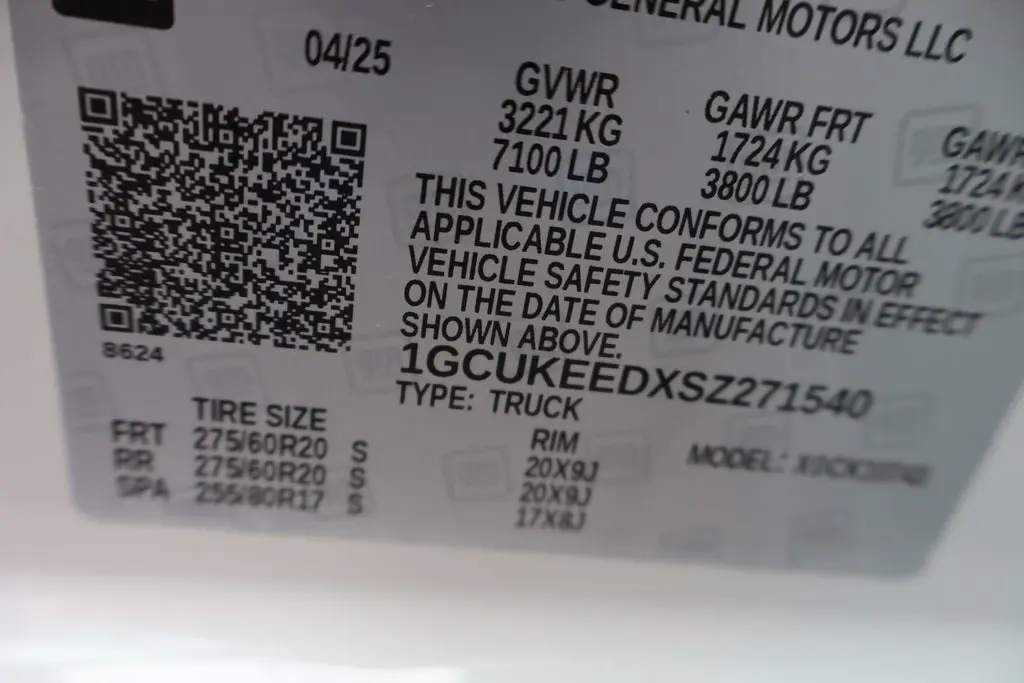 GENERAL MOTORS LLC
04/25
GVWR GAWR FRT GAWR
3221 KG 1724 KG 1724 K
7100 LB 3800 LB 3800 LB
THIS VEHICLE CONFORMS TO ALL
APPLICABLE U.S. FEDERAL MOTOR
VEHICLE SAFETY STANDARDS IN EFFECT
ON THE DATE OF MANUFACTURE
SHOWN ABOVE.
1GCUKEEDXSZ271540
8624
TYPE: TRUCK
TIRE SIZE RIM MODEL:
FRT 275/60R20 S 20X9J
RR 275/60R20 S 20X9J
SPA 255/80R17 S 17X8J